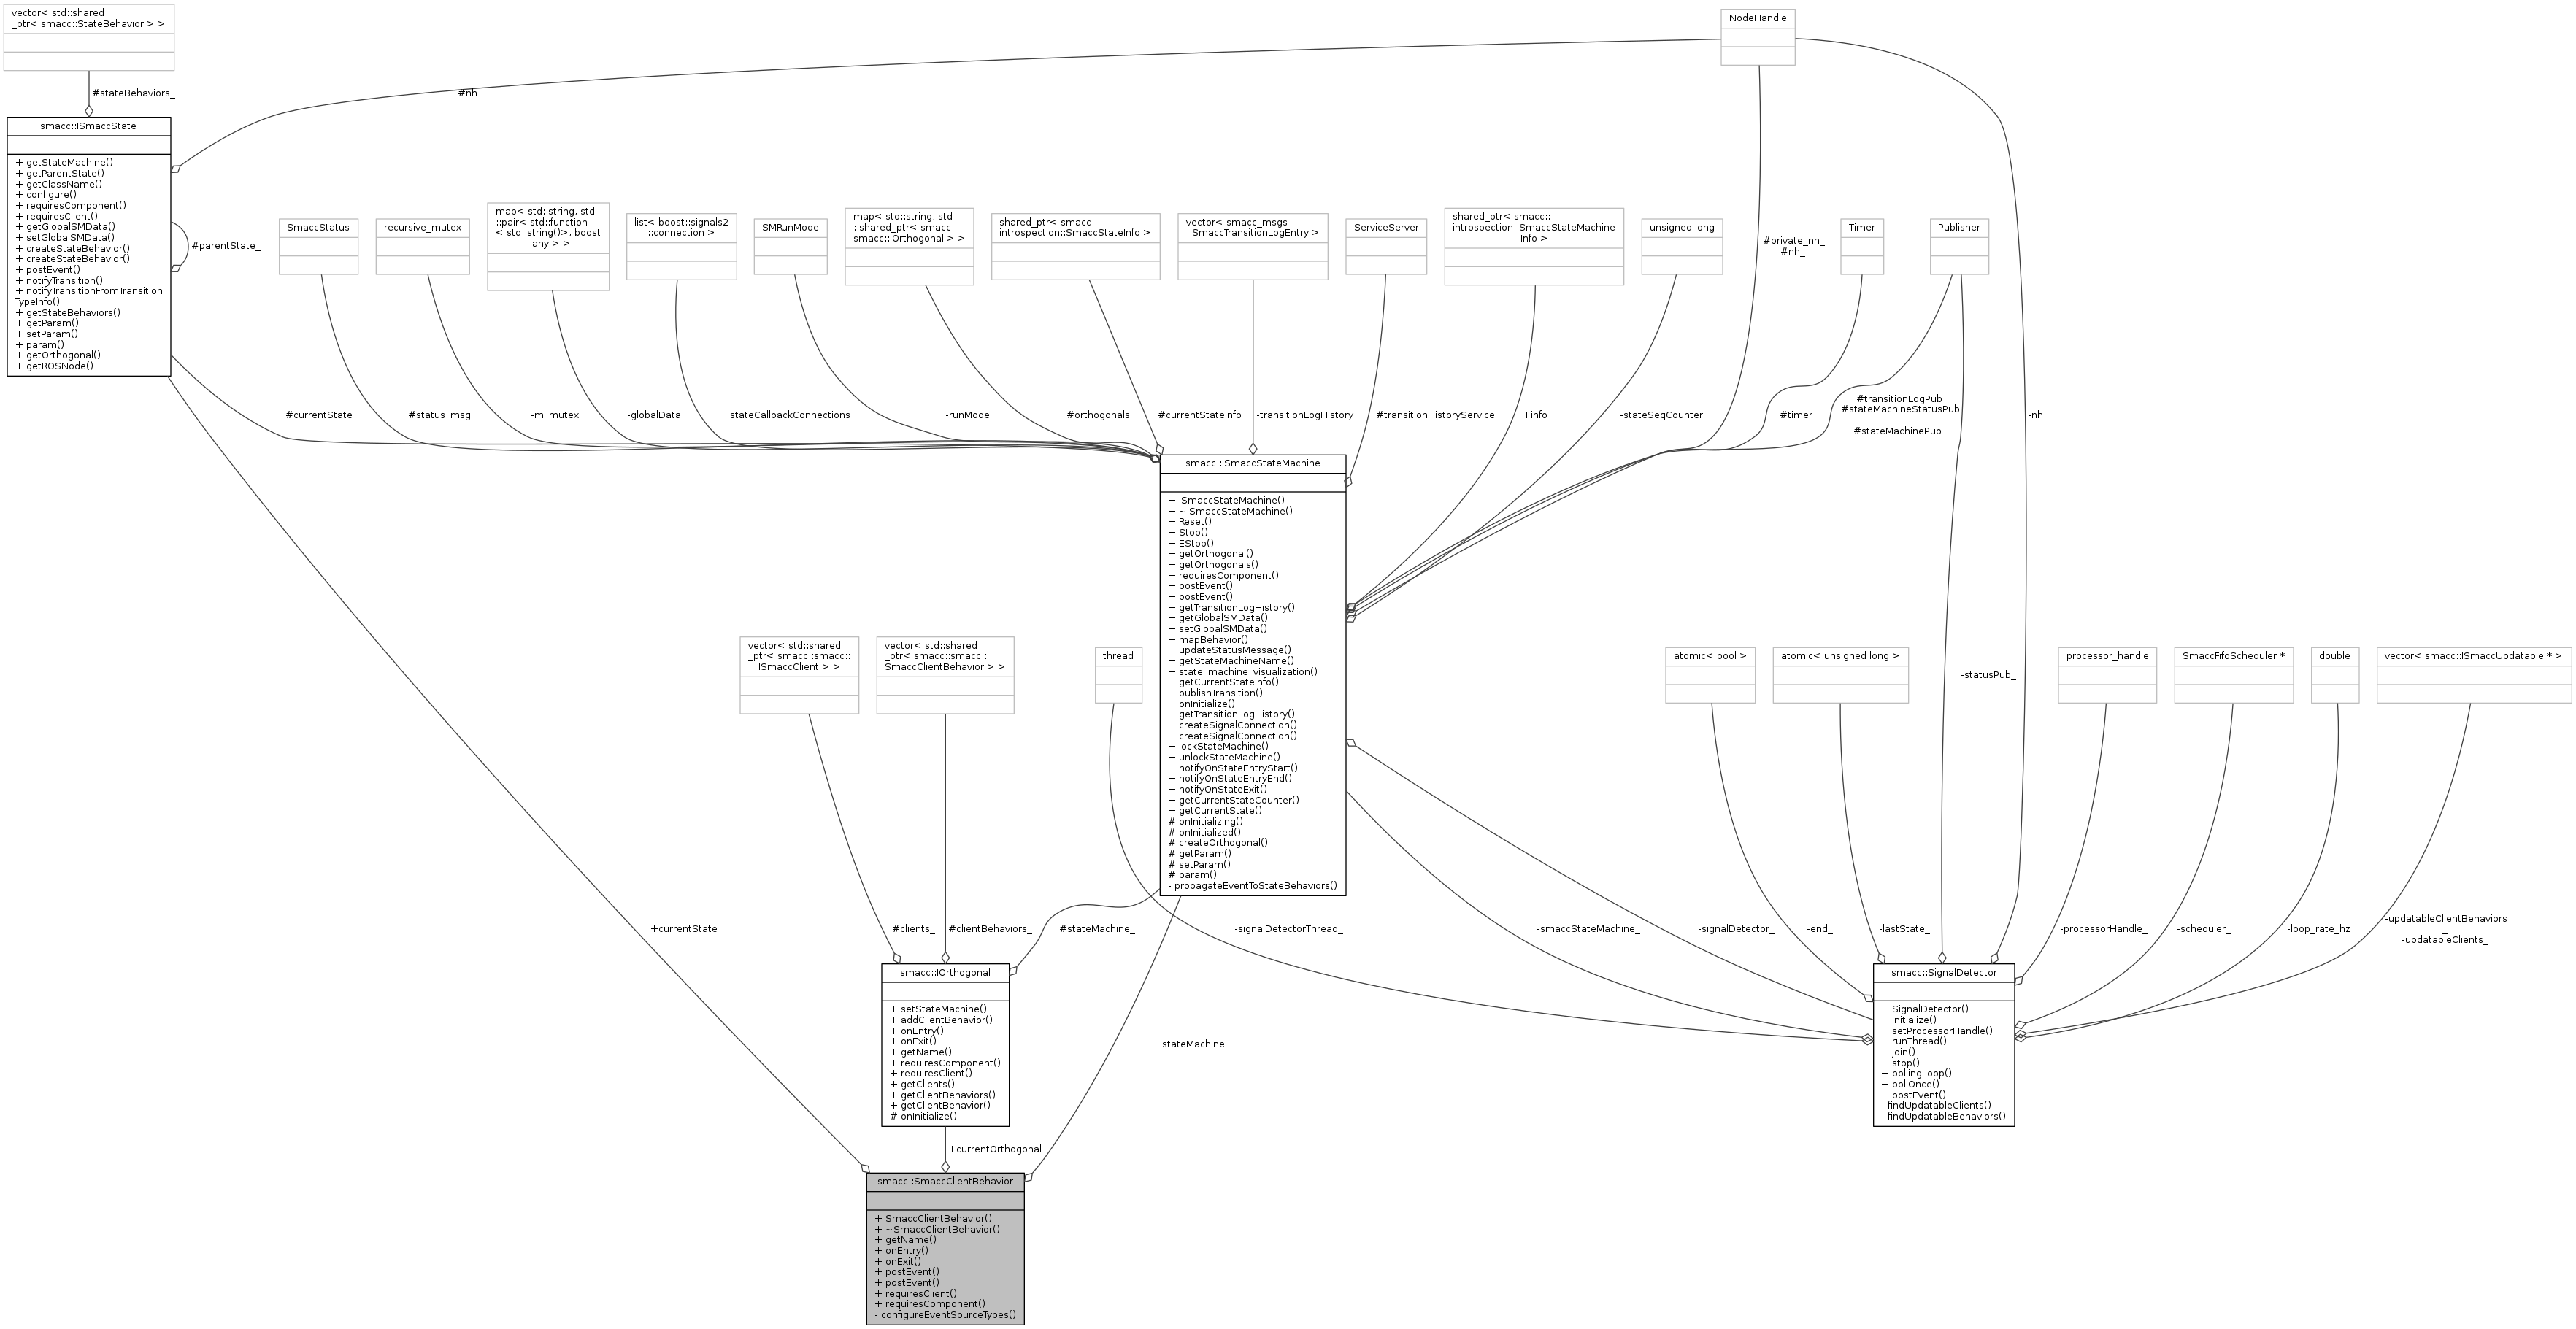 vector< std::shared
_ptr< smacc::StateBehavior > >
NodeHandle
#stateBehaviors_
#nh
smacc::ISmaccState
+ getStateMachine()
+ getParentState()
+ getClassName()
+ configure()
+ requiresComponent()
+ requiresClient()
+ getGlobalSMData()
+ setGlobalSMData()
+ createStateBehavior()
+ createStateBehavior()
+ postEvent()
+ notifyTransition()
+ notifyTransitionFromTransition
TypeInfo()
+ getStateBehaviors()
+ getParam()
+ setParam()
+ param()
+ getOrthogonal()
+ getROSNode()
#parentState_
SmaccStatus
recursive_mutex
map< std::string, std
::pair< std::function
< std::string()>, boost
::any > >
list< boost::signals2
::connection >
SMRunMode
map< std::string, std
::shared_ptr< smacc::
smacc::IOrthogonal > >
shared_ptr< smacc::
introspection::SmaccStateInfo >
vector< smacc_msgs
::SmaccTransitionLogEntry >
ServiceServer
shared_ptr< smacc::
introspection::SmaccStateMachine
Info >
unsigned long
#private_nh_
#nh_
Timer
Publisher
#currentState_
#status_msg_
-m_mutex_
-globalData_
+stateCallbackConnections
-runMode_
#orthogonals_
#currentStateInfo_
-transitionLogHistory_
#transitionHistoryService_
+info_
-stateSeqCounter_
#timer_
#transitionLogPub_
#stateMachineStatusPub
_
#stateMachinePub_
-nh_
smacc::ISmaccStateMachine
+ ISmaccStateMachine()
+ ~ISmaccStateMachine()
+ Reset()
+ Stop()
+ EStop()
+ getOrthogonal()
+ getOrthogonals()
+ requiresComponent()
+ postEvent()
+ postEvent()
+ getTransitionLogHistory()
+ getGlobalSMData()
+ setGlobalSMData()
+ mapBehavior()
+ updateStatusMessage()
+ getStateMachineName()
+ state_machine_visualization()
+ getCurrentStateInfo()
+ publishTransition()
+ onInitialize()
+ getTransitionLogHistory()
+ createSignalConnection()
+ createSignalConnection()
+ lockStateMachine()
+ unlockStateMachine()
+ notifyOnStateEntryStart()
+ notifyOnStateEntryEnd()
+ notifyOnStateExit()
+ getCurrentStateCounter()
+ getCurrentState()
# onInitializing()
# onInitialized()
# createOrthogonal()
# getParam()
# setParam()
# param()
- propagateEventToStateBehaviors()
vector< std::shared
_ptr< smacc::smacc::
ISmaccClient > >
vector< std::shared
_ptr< smacc::smacc::
SmaccClientBehavior > >
thread
atomic< bool >
atomic< unsigned long >
-statusPub_
processor_handle
SmaccFifoScheduler *
double
vector< smacc::ISmaccUpdatable * >
+currentState
#clients_
#clientBehaviors_
#stateMachine_
-signalDetectorThread_
-smaccStateMachine_
-signalDetector_
-end_
-lastState_
-processorHandle_
-scheduler_
-loop_rate_hz
-updatableClientBehaviors
_
-updatableClients_
smacc::IOrthogonal
+ setStateMachine()
+ addClientBehavior()
+ onEntry()
+ onExit()
+ getName()
+ requiresComponent()
+ requiresClient()
+ getClients()
+ getClientBehaviors()
+ getClientBehavior()
# onInitialize()
smacc::SignalDetector
+ SignalDetector()
+ initialize()
+ setProcessorHandle()
+ runThread()
+ join()
+ stop()
+ pollingLoop()
+ pollOnce()
+ postEvent()
- findUpdatableClients()
- findUpdatableBehaviors()
+stateMachine_
+currentOrthogonal
smacc::SmaccClientBehavior
+ SmaccClientBehavior()
+ ~SmaccClientBehavior()
+ getName()
+ onEntry()
+ onExit()
+ postEvent()
+ postEvent()
+ requiresClient()
+ requiresComponent()
- configureEventSourceTypes()